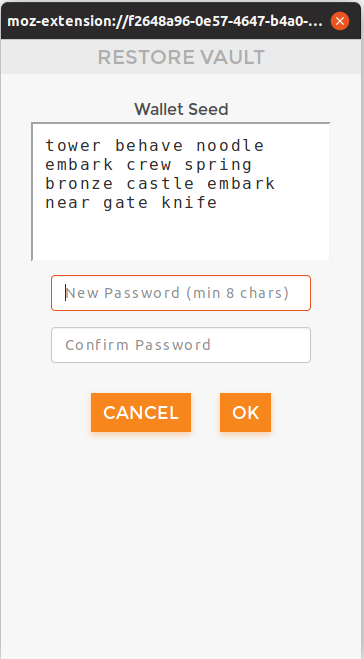 moz-extension://f2648a96-0e57-4647-b4a0-...
RESTORE VAULT
Wallet Seed
tower behave noodle
embark crew spring
bronze castle embark
near gate knife
New Password (min 8 chars)
Confirm Password
CANCEL OK